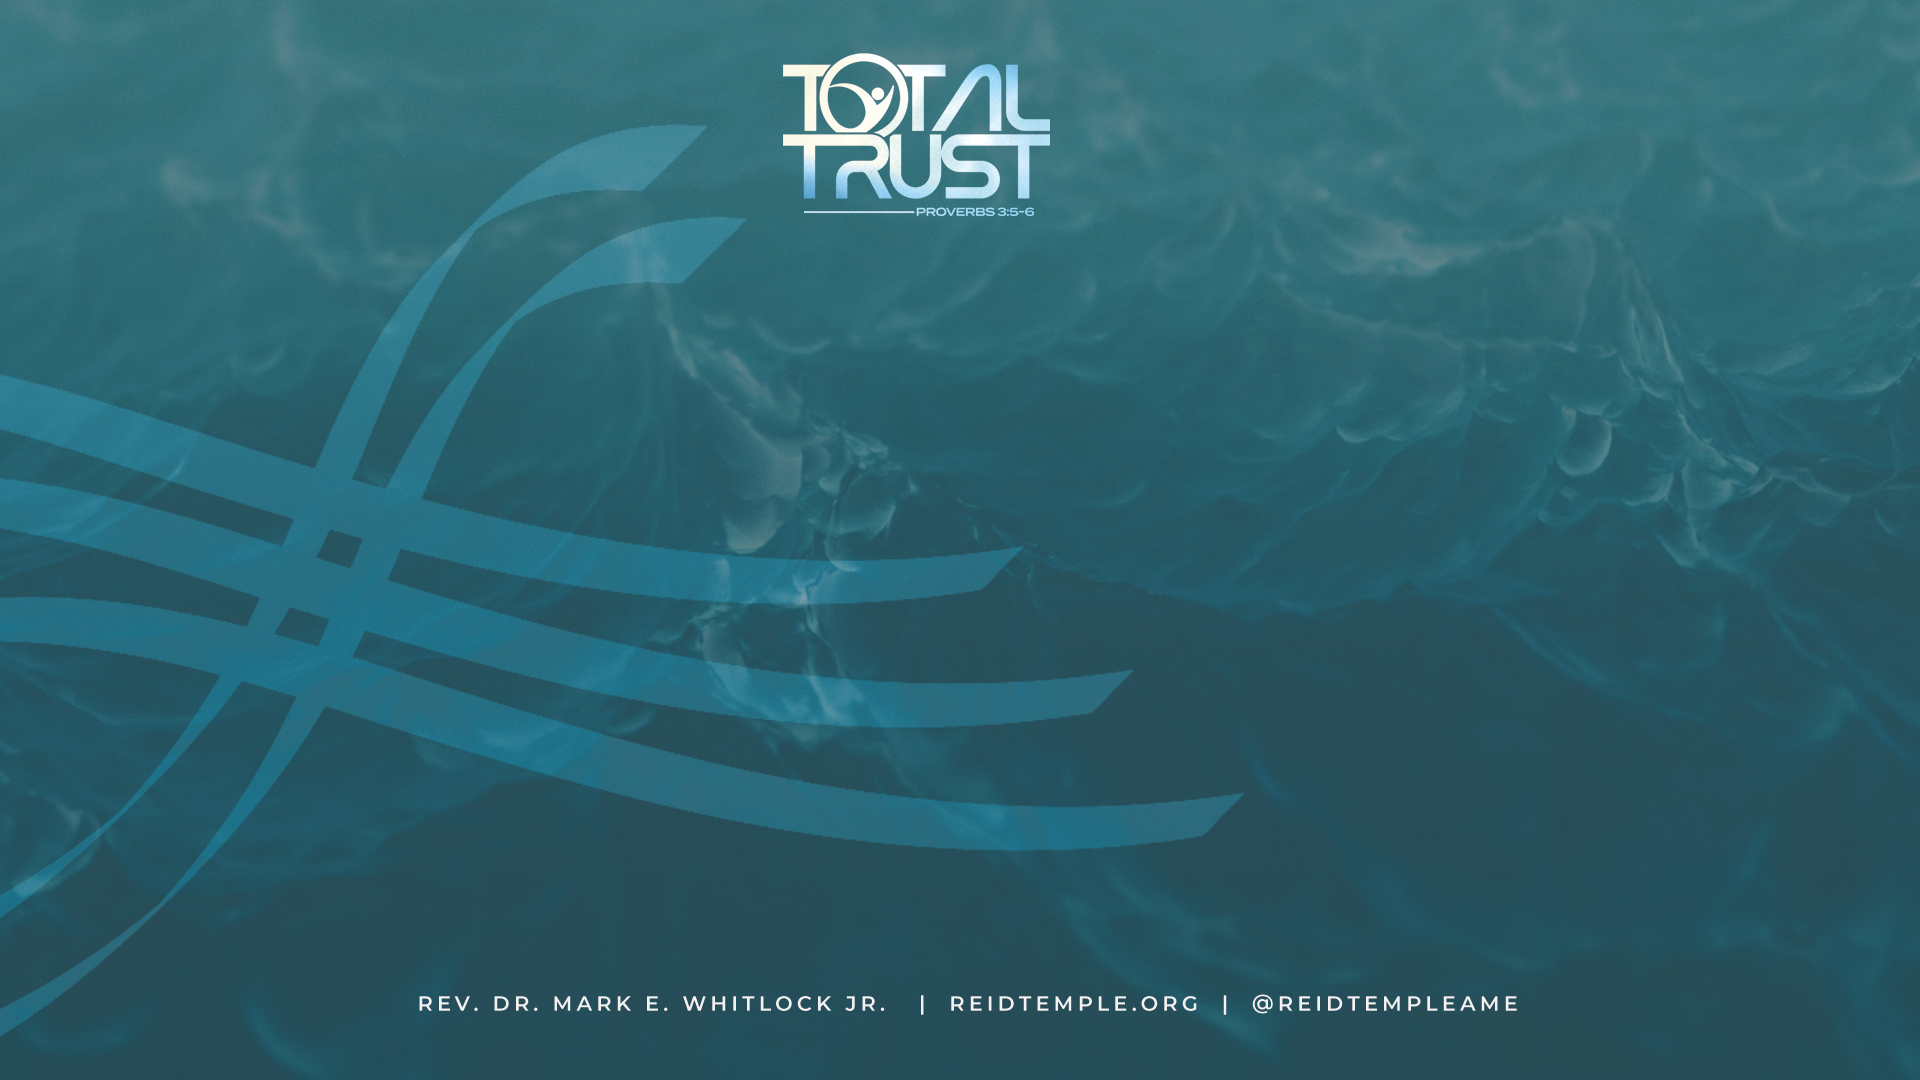 TOTAL
TRUST
PROVERBS 3:5-6
REV. DR. MARK E. WHITLOCK JR. | REIDTEMPLE.ORG | @REIDTEMPLEAME